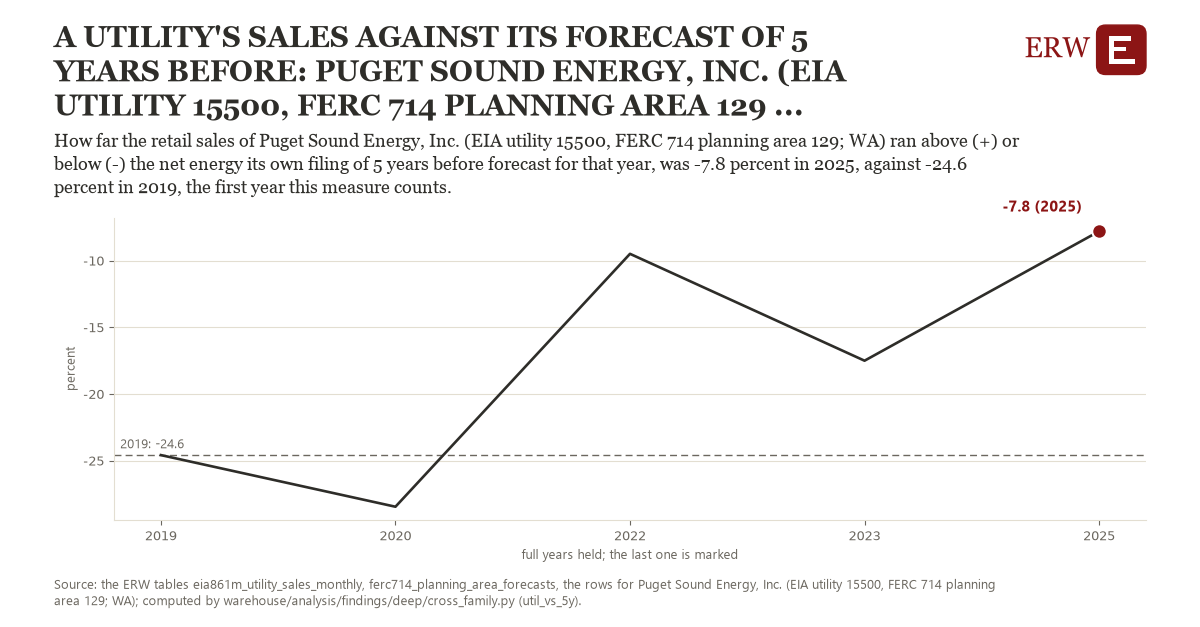 A UTILITY'S SALES AGAINST ITS FORECAST OF 5
YEARS BEFORE: PUGET SOUND ENERGY, INC. (EIA
UTILITY 15500, FERC 714 PLANNING AREA 129 ...
ERW E
How far the retail sales of Puget Sound Energy, Inc. (EIA utility 15500, FERC 714 planning area 129; WA) ran above (+) or
below (-) the net energy its own filing of 5 years before forecast for that year, was -7.8 percent in 2025, against -24.6
percent in 2019, the first year this measure counts.
-7.8 (2025)
-10
-15
-20
-25
percent
2019: -24.6
2019 2020 2022 2023 2025
full years held; the last one is marked
Source: the ERW tables eia861m_utility_sales_monthly, ferc714_planning_area_forecasts, the rows for Puget Sound Energy, Inc. (EIA utility 15500, FERC 714 planning
area 129; WA); computed by warehouse/analysis/findings/deep/cross_family.py (util_vs_5y).